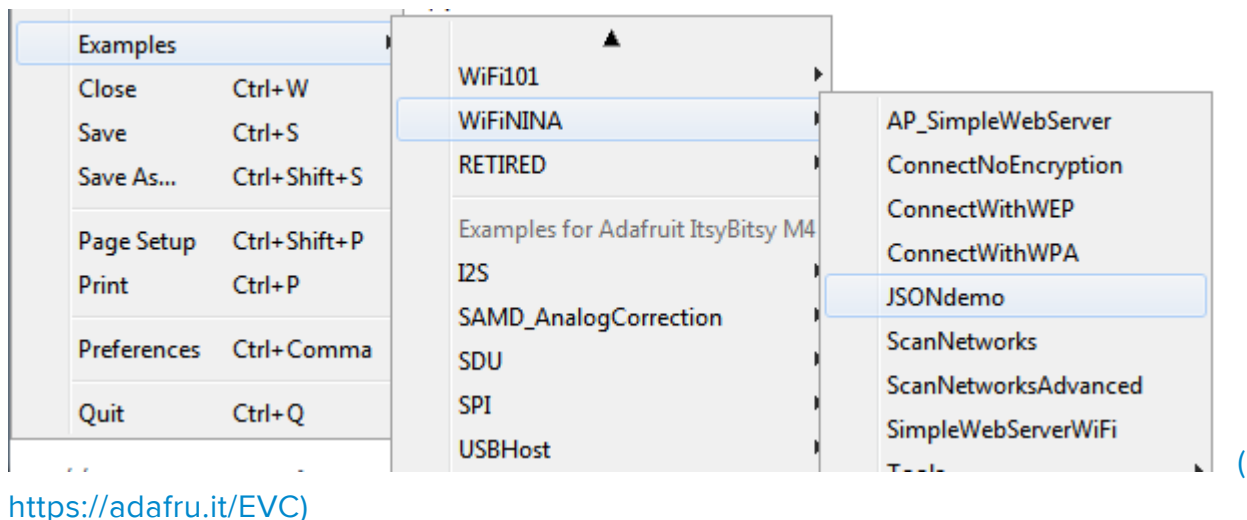 Examples
Close Ctrl+W
Save Ctrl+S
Save As... Ctrl+Shift+S
Page Setup Ctrl+Shift+P
Print Ctrl+P
Preferences Ctrl+Comma
Quit Ctrl+Q
WiFi101
WiFiNINA
RETIRED
Examples for Adafruit ItsyBitsy M4
I2S
SAMD_AnalogCorrection
SDU
SPI
USBHost
AP_SimpleWebServer
ConnectNoEncryption
ConnectWithWEP
ConnectWithWPA
JSONdemo
ScanNetworks
ScanNetworksAdvanced
SimpleWebServerWiFi
Tools
(
https://adafru.it/EVC)